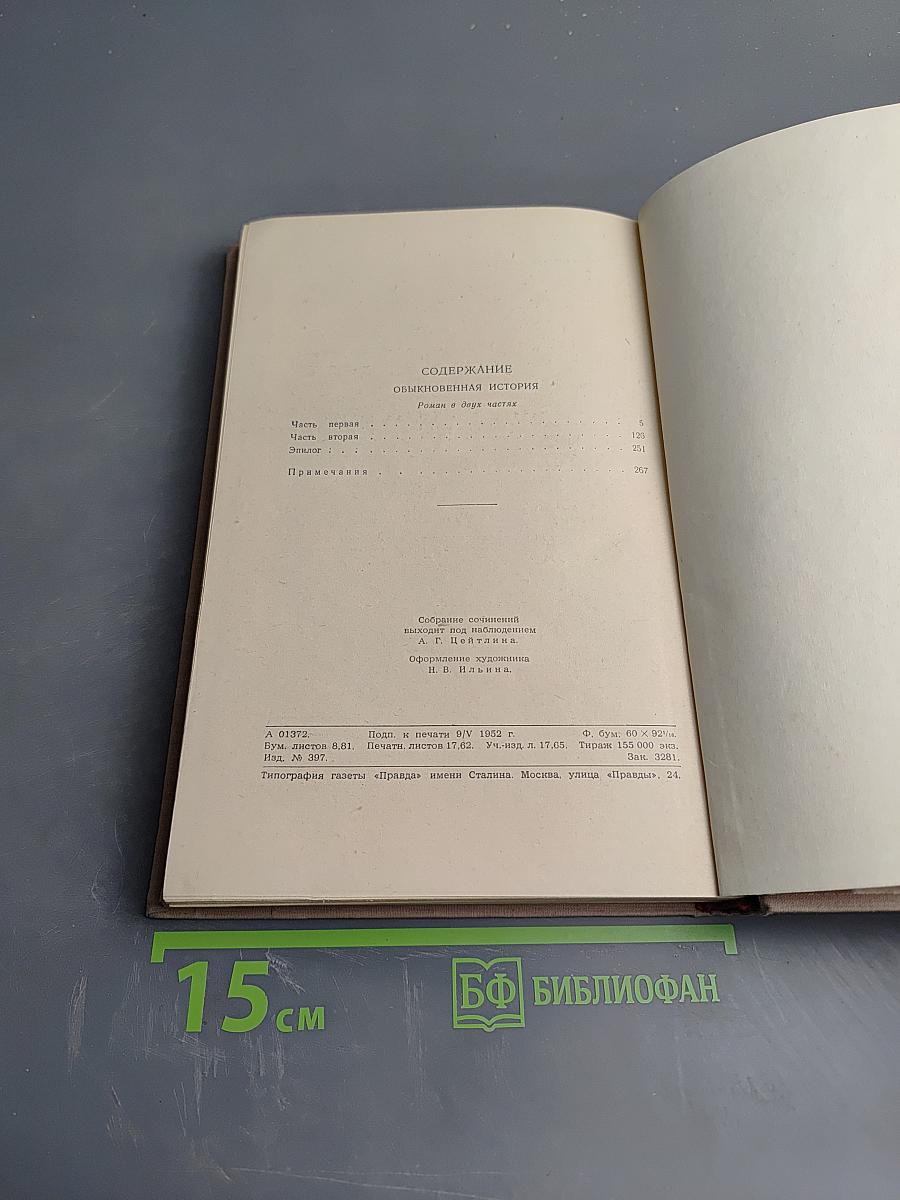 СОДЕРЖАНИЕ
ОБЫКНОВЕННАЯ ИСТОРИЯ
Роман в двух частях
Часть первая . . . . . . . . . . . . . . . . . . . . 5
Часть вторая . . . . . . . . . . . . . . . . . . . . 123
Эпилог : . . . . . . . . . . . . . . . . . . . . . 251
Примечания . . . . . . . . . . . . . . . . . . . 267
Собрание сочинений
выходит под наблюдением
А. Г. Цейтлина.
Оформление художника
Н. В. Ильина.
А 01372. Подп. к печати 9/V 1952 г. Ф. бум. 60 × 92¹/₁₆.
Бум. листов 8,81. Печатн. листов 17,62. Уч.-изд. л. 17,65. Тираж 155 000 экз.
Изд. № 397. Зак. 3281.
Типография газеты «Правда» имени Сталина. Москва, улица «Правды», 24.
15 см БФ БИБЛИОФАН